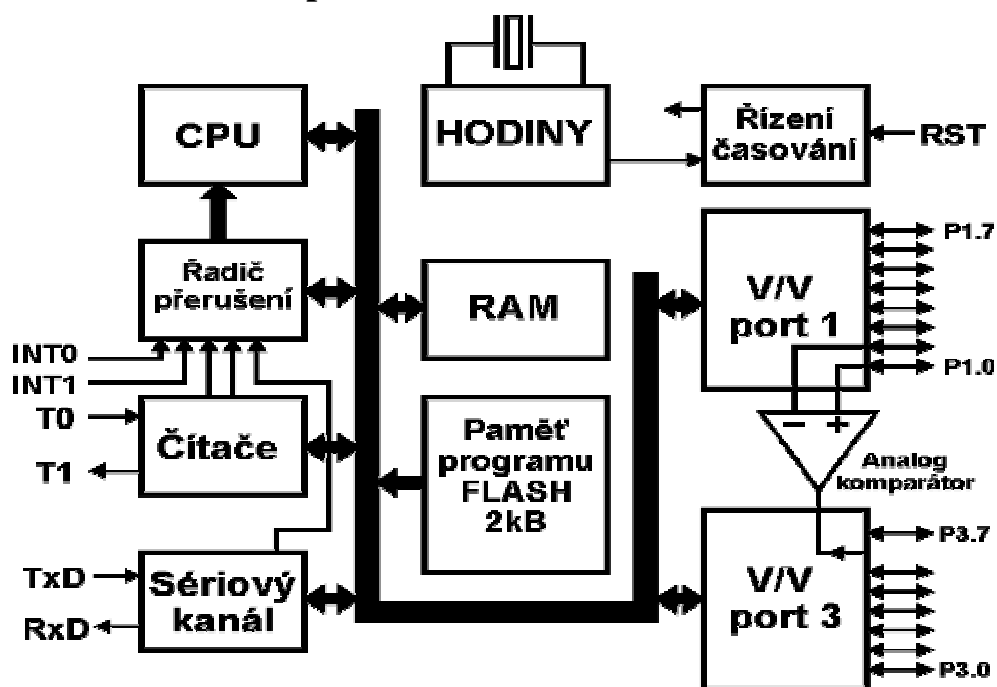 CPU
HODINY
Řízení
časování
RST
Řadič
přerušení
RAM
V/V
port 1
P1.7
P1.0
INT0
INT1
T0
T1
Čítače
Paměť
programu
FLASH
2kB
− +
Analog
komparátor
TxD
RxD
Sériový
kanál
V/V
port 3
P3.7
P3.0